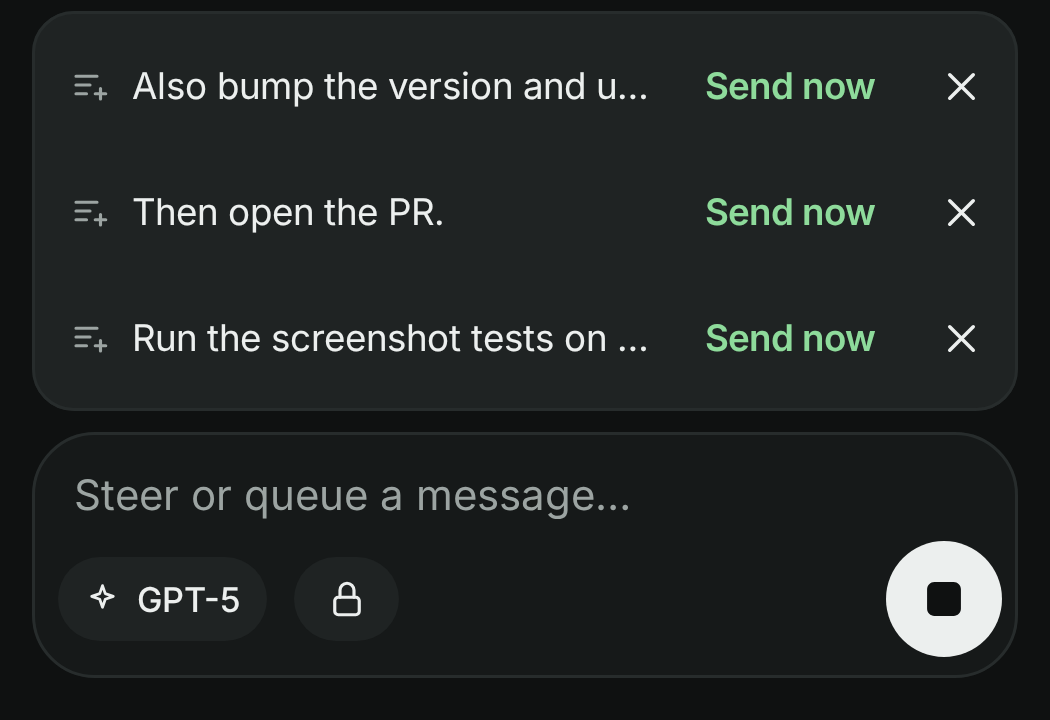 Also bump the version and u...
Send now
Then open the PR.
Send now
Run the screenshot tests on ...
Send now
Steer or queue a message...
GPT-5